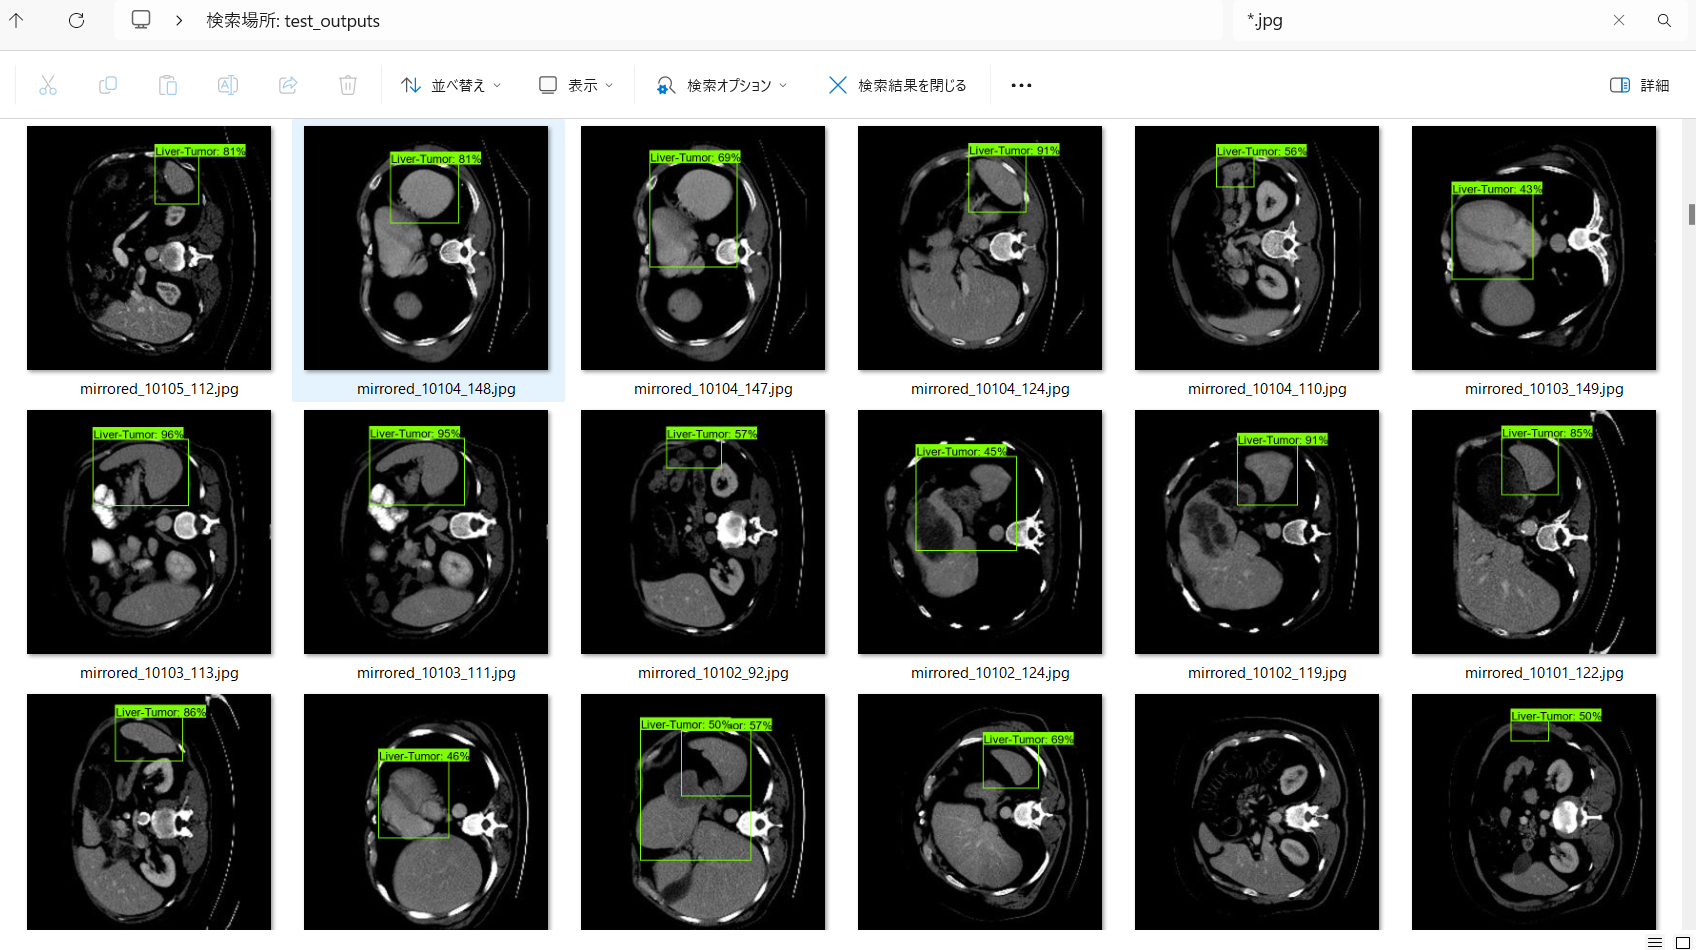 検索場所: test_outputs
*.jpg
並べ替え
表示
検索オプション
検索結果を閉じる
詳細
Liver-Tumor: 81%
Liver-Tumor: 81%
Liver-Tumor: 69%
Liver-Tumor: 91%
Liver-Tumor: 56%
Liver-Tumor: 43%
mirrored_10105_112.jpg
mirrored_10104_148.jpg
mirrored_10104_147.jpg
mirrored_10104_124.jpg
mirrored_10104_110.jpg
mirrored_10103_149.jpg
Liver-Tumor: 96%
Liver-Tumor: 95%
Liver-Tumor: 57%
Liver-Tumor: 45%
Liver-Tumor: 91%
Liver-Tumor: 85%
mirrored_10103_113.jpg
mirrored_10103_111.jpg
mirrored_10102_92.jpg
mirrored_10102_124.jpg
mirrored_10102_119.jpg
mirrored_10101_122.jpg
Liver-Tumor: 86%
Liver-Tumor: 46%
Liver-Tumor: 50%
57%
Liver-Tumor: 69%
Liver-Tumor: 50%